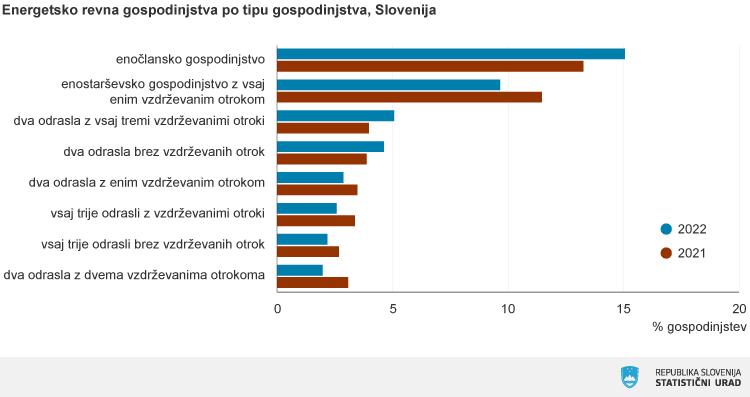 Energetsko revna gospodinjstva po tipu gospodinjstva, Slovenija
enočlansko gospodinjstvo
enostarševsko gospodinjstvo z vsaj
enim vzdrževanim otrokom
dva odrasla z vsaj tremi vzdrževanimi otroki
dva odrasla brez vzdrževanih otrok
dva odrasla z enim vzdrževanim otrokom
vsaj trije odrasli z vzdrževanimi otroki
vsaj trije odrasli brez vzdrževanih otrok
dva odrasla z dvema vzdrževanima otrokoma
2022
2021
0 5 10 15 20
% gospodinjstev
REPUBLIKA SLOVENIJA
STATISTIČNI URAD